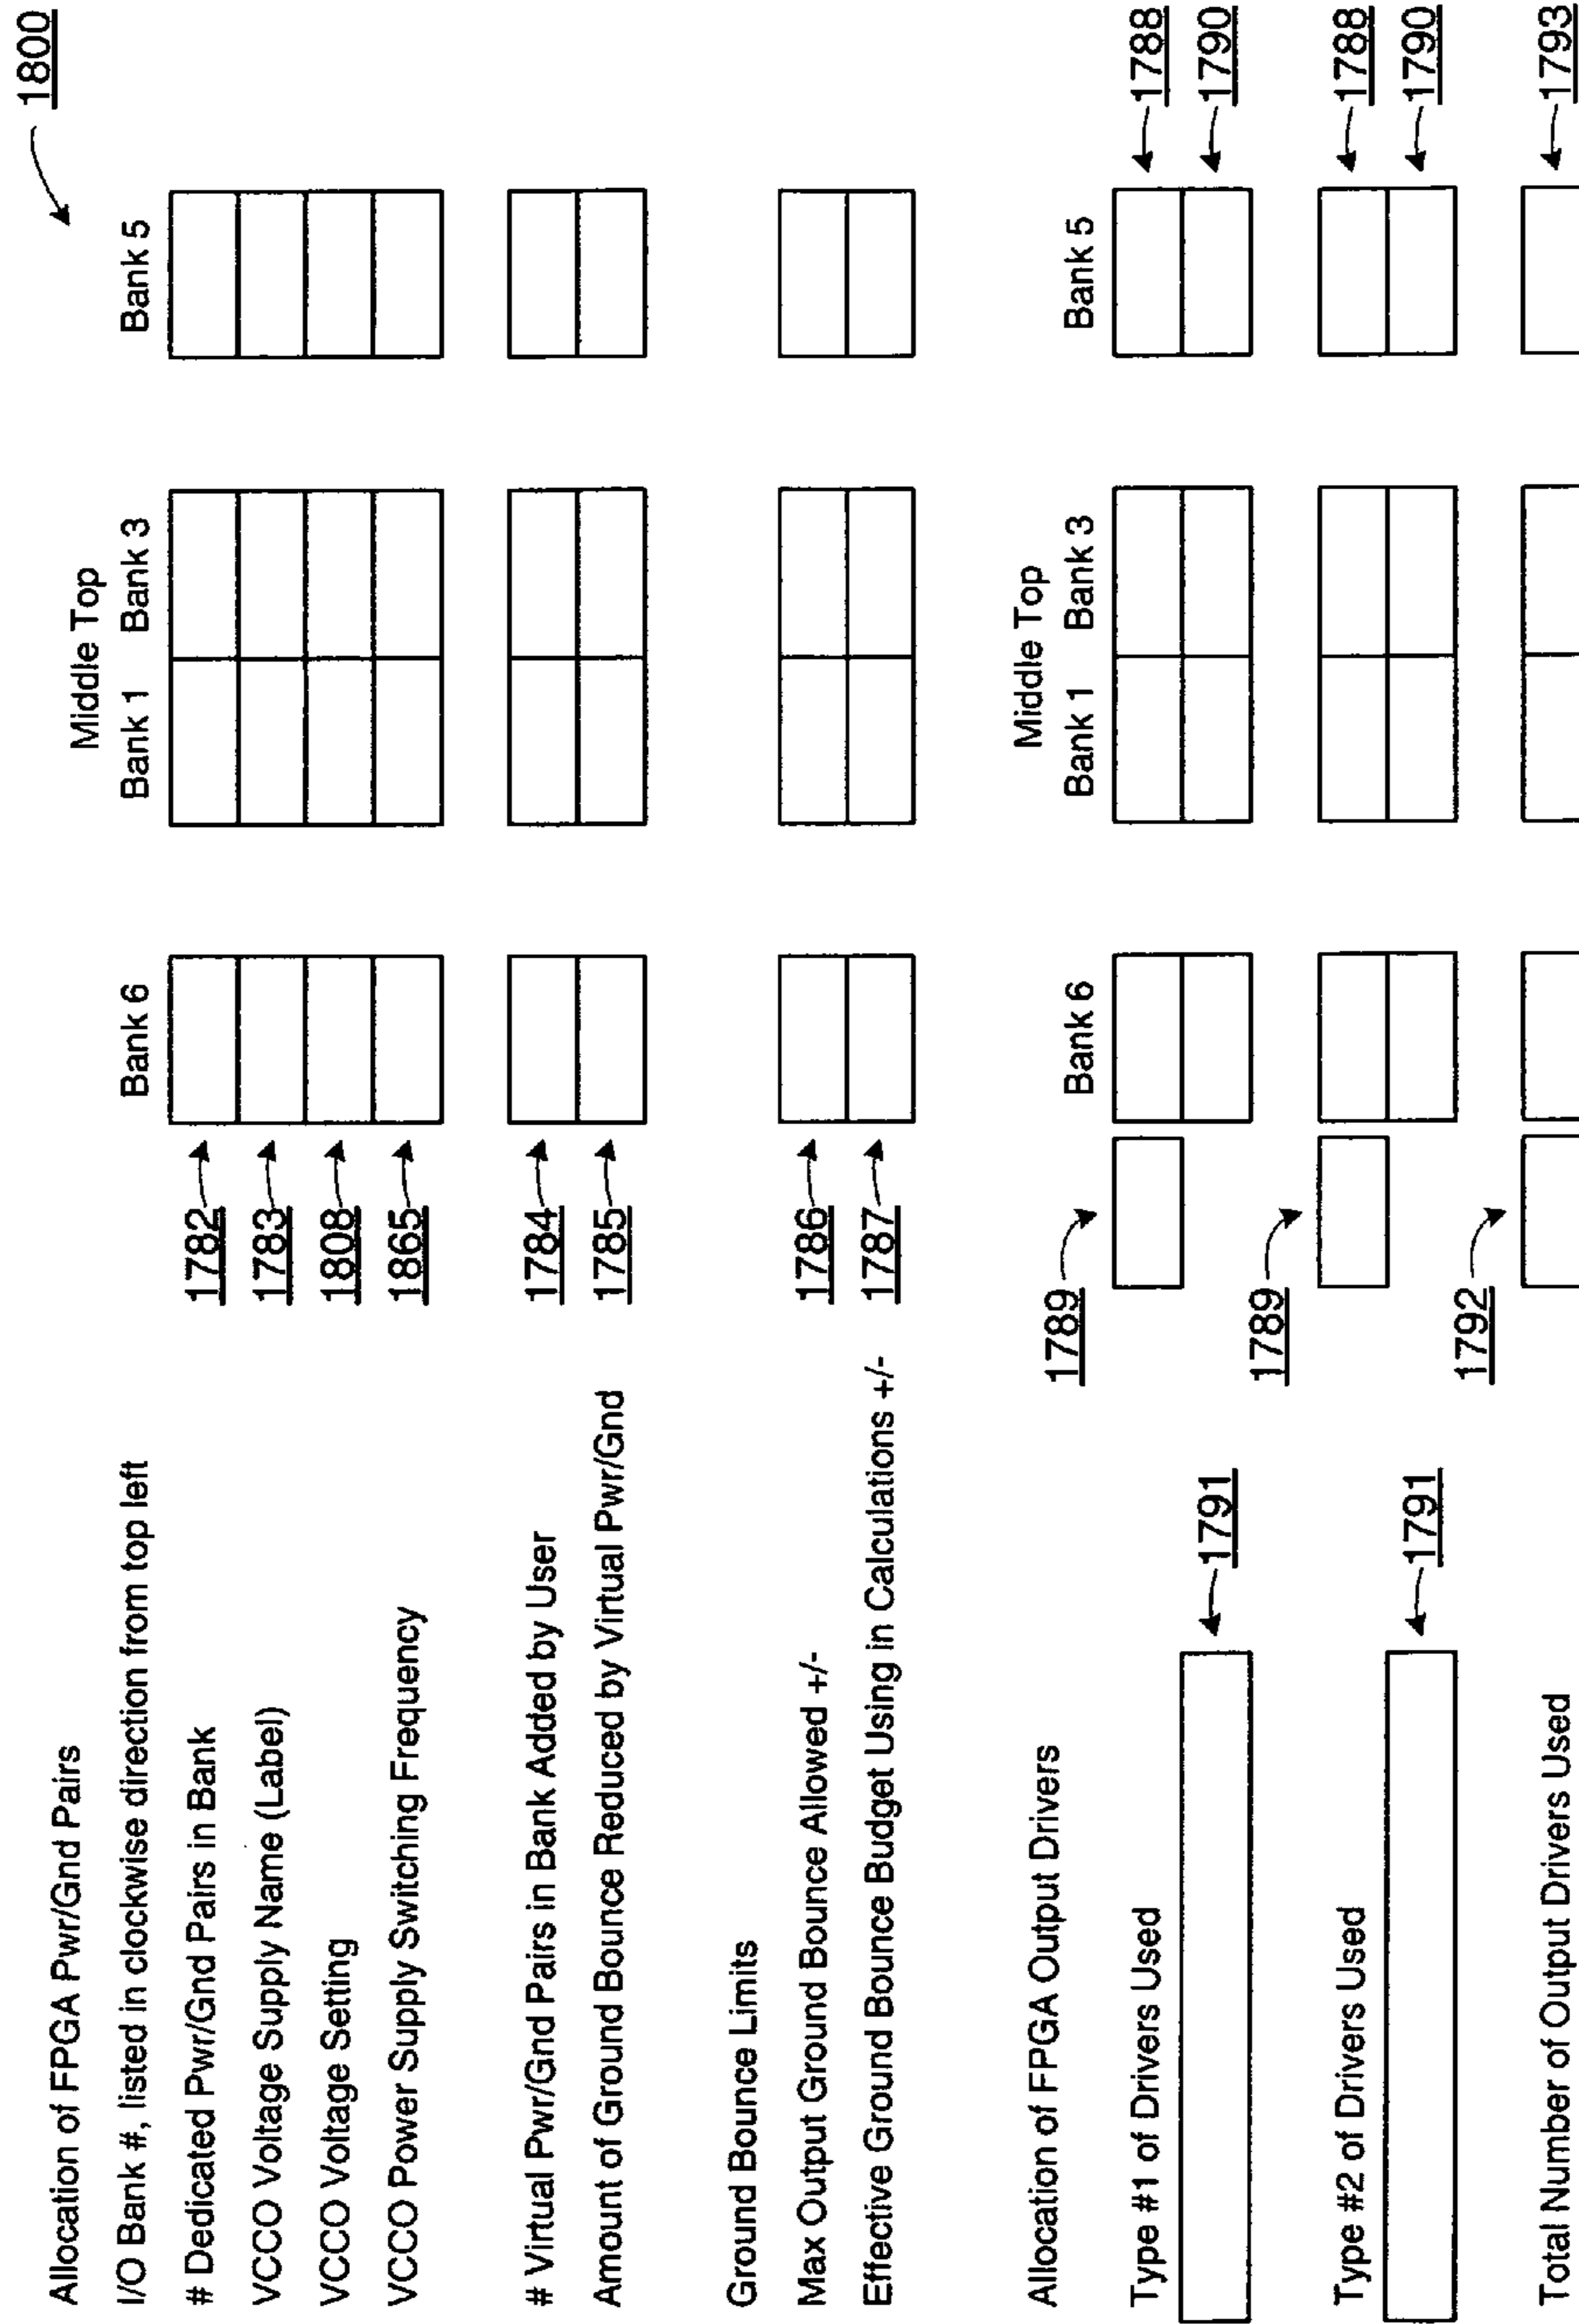 1800
Middle Top
Allocation of FPGA Pwr/Gnd Pairs
I/O Bank #, listed in clockwise direction from top left Bank 6 Bank 1 Bank 3 Bank 5
# Dedicated Pwr/Gnd Pairs in Bank 1782
VCCO Voltage Supply Name (Label) 1783
VCCO Voltage Setting 1808
VCCO Power Supply Switching Frequency 1865
# Virtual Pwr/Gnd Pairs in Bank Added by User 1784
Amount of Ground Bounce Reduced by Virtual Pwr/Gnd 1785
Ground Bounce Limits
Max Output Ground Bounce Allowed +/- 1786
Effective Ground Bounce Budget Using in Calculations +/- 1787
Middle Top
Allocation of FPGA Output Drivers 1789 Bank 6 Bank 1 Bank 3 Bank 5
Type #1 of Drivers Used 1788
1791 1790
1789
Type #2 of Drivers Used 1788
1791 1790
1792
Total Number of Output Drivers Used 1793